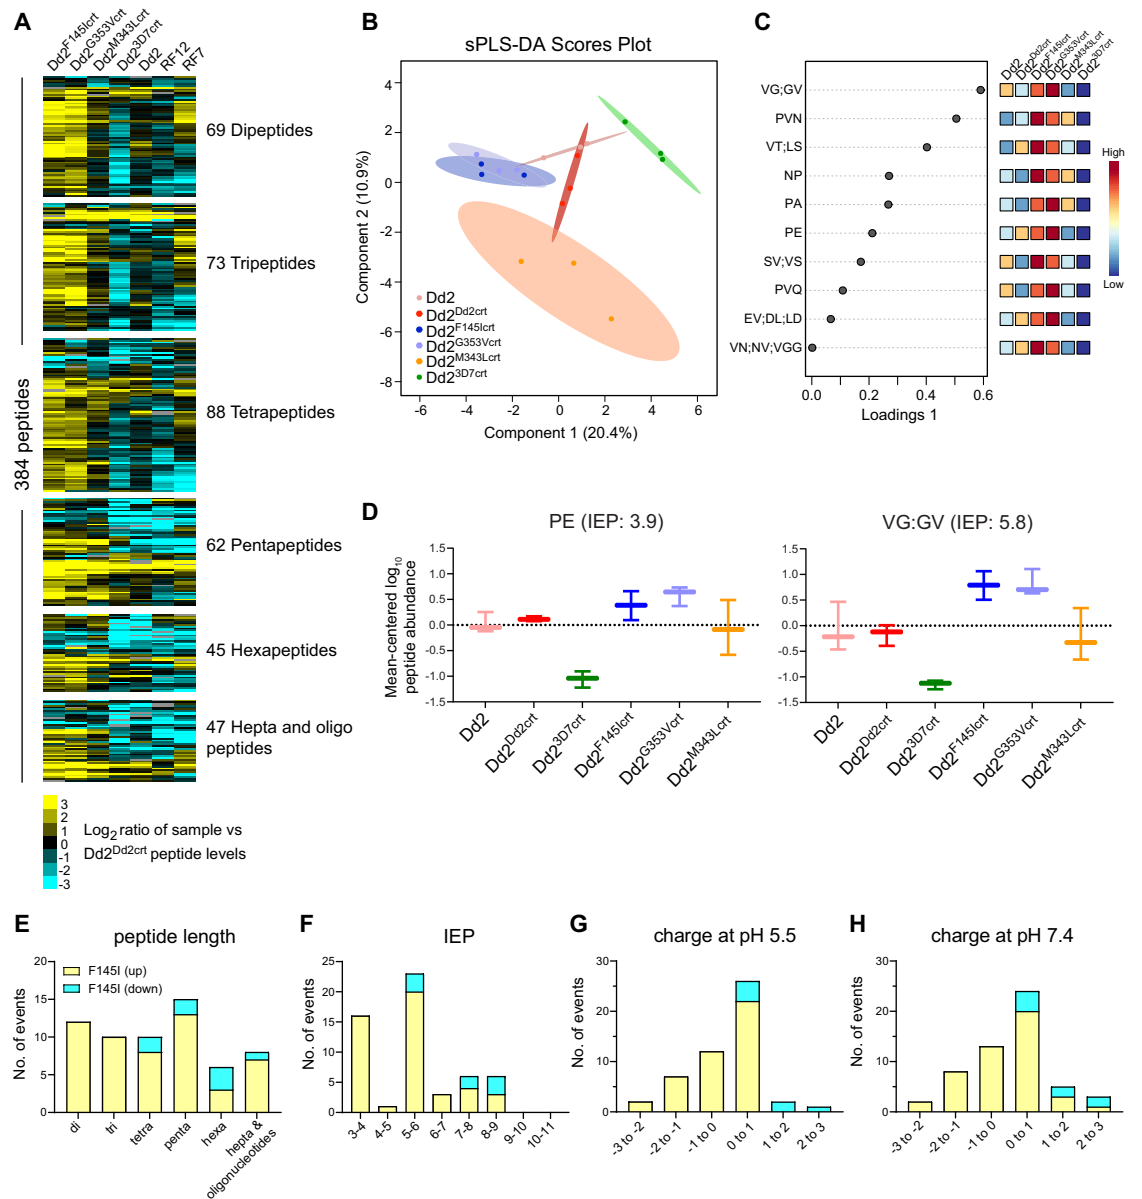 A
Dd2F145Icrt
Dd2G353Vcrt
Dd2M343Lcrt
Dd23D7crt
Dd2
RF12
RF7
384 peptides
69 Dipeptides
73 Tripeptides
88 Tetrapeptides
62 Pentapeptides
45 Hexapeptides
47 Hepta and oligo
peptides
3
2
1
0
-1
-2
-3
Log2 ratio of sample vs
Dd2Dd2crt peptide levels
B
sPLS-DA Scores Plot
Component 2 (10.9%)
4
2
0
-2
-4
-6
-8
Dd2
Dd2Dd2crt
Dd2F145Icrt
Dd2G353Vcrt
Dd2M343Lcrt
Dd23D7crt
-6 -4 -2 0 2 4 6
Component 1 (20.4%)
C
Dd2
Dd2Dd2crt
Dd2F145Icrt
Dd2G353Vcrt
Dd2M343Lcrt
Dd23D7crt
VG;GV
PVN
VT;LS
NP
PA
PE
SV;VS
PVQ
EV;DL;LD
VN;NV;VGG
0.0 0.2 0.4 0.6
Loadings 1
High
Low
D
PE (IEP: 3.9)
Mean-centered log10
peptide abundance
1.5
1.0
0.5
0.0
-0.5
-1.0
-1.5
Dd2
Dd2Dd2crt
Dd23D7crt
Dd2F145Icrt
Dd2G353Vcrt
Dd2M343Lcrt
VG:GV (IEP: 5.8)
1.5
1.0
0.5
0.0
-0.5
-1.0
-1.5
Dd2
Dd2Dd2crt
Dd23D7crt
Dd2F145Icrt
Dd2G353Vcrt
Dd2M343Lcrt
E
peptide length
No. of events
20
15
10
5
0
F145I (up)
F145I (down)
di
tri
tetra
penta
hexa
hepta &
oligonucleotides
F
IEP
No. of events
25
20
15
10
5
0
3-4
4-5
5-6
6-7
7-8
8-9
9-10
10-11
G
charge at pH 5.5
No. of events
30
20
10
0
-3 to -2
-2 to -1
-1 to 0
0 to 1
1 to 2
2 to 3
H
charge at pH 7.4
No. of events
30
20
10
0
-3 to -2
-2 to -1
-1 to 0
0 to 1
1 to 2
2 to 3